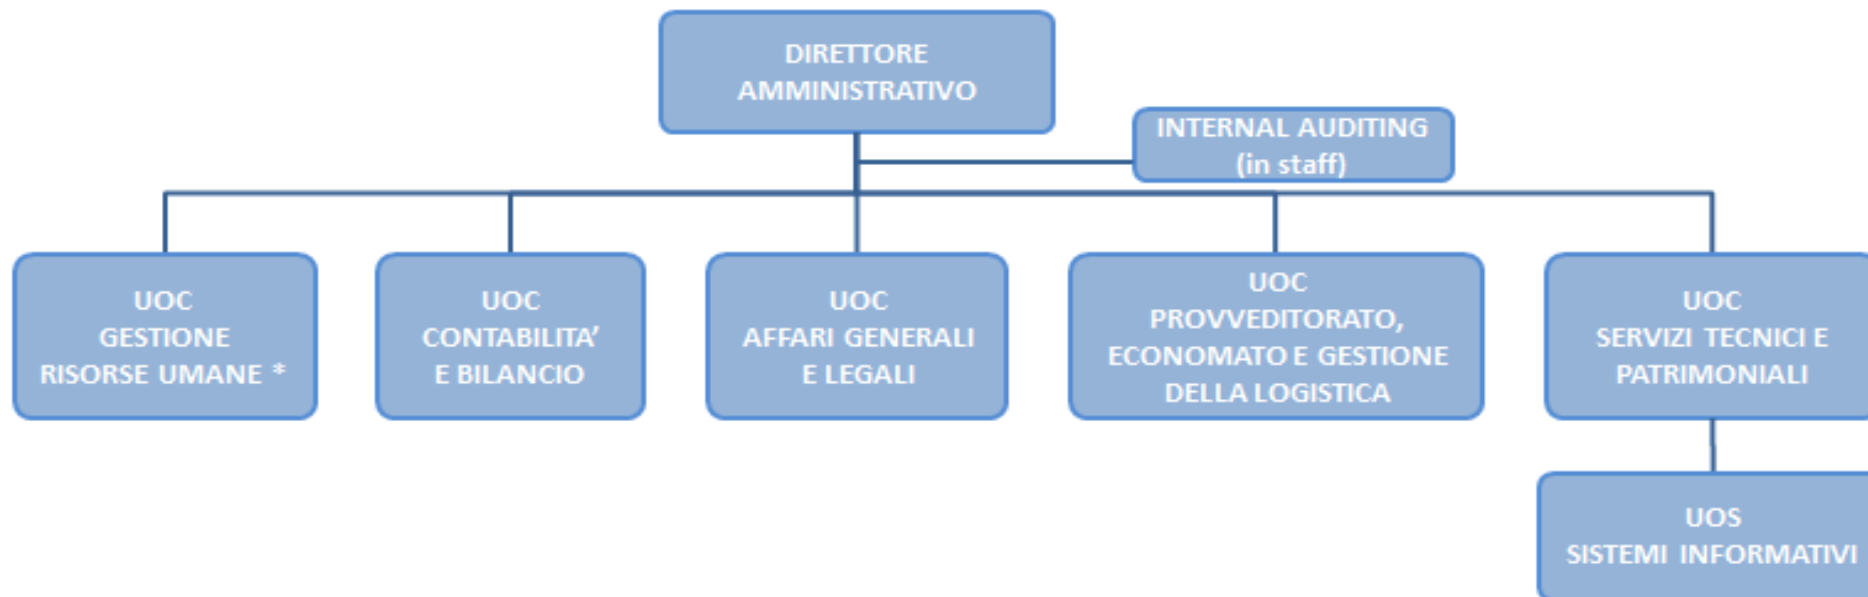 DIRETTORE
AMMINISTRATIVO
INTERNAL AUDITING
(in staff)
UOC
GESTIONE
RISORSE UMANE *
UOC
CONTABILITA’
E BILANCIO
UOC
AFFARI GENERALI
E LEGALI
UOC
PROVVEDITORATO,
ECONOMATO E GESTIONE
DELLA LOGISTICA
UOC
SERVIZI TECNICI E
PATRIMONIALI
UOS
SISTEMI INFORMATIVI